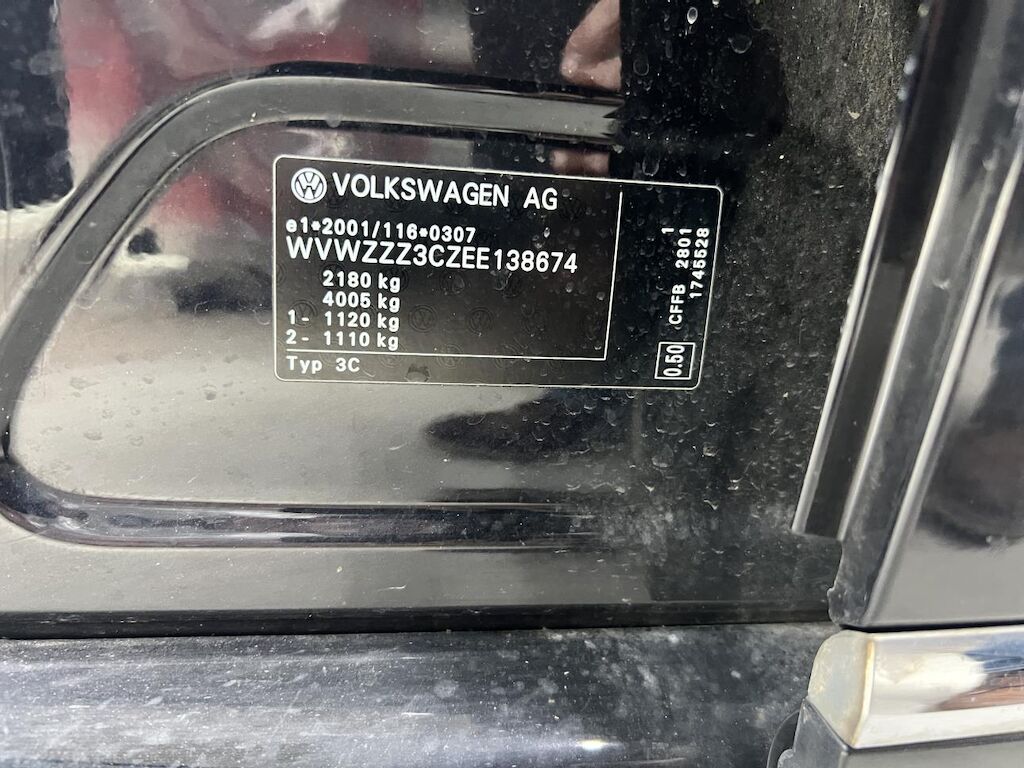 VOLKSWAGEN AG
e1*2001/116*0307
WVWZZZ3CZEE138674
2180 kg
4005 kg
1- 1120 kg
2- 1110 kg
Typ 3C
0.50
CFFB 2801 1
1745528